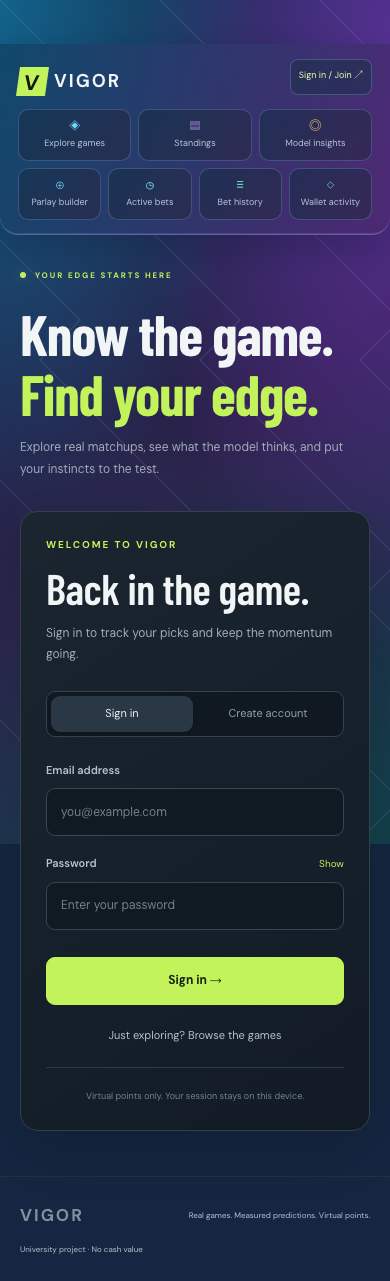 V VIGOR
Sign in / Join ↗
Explore games
Standings
Model insights
Parlay builder
Active bets
Bet history
Wallet activity
YOUR EDGE STARTS HERE
Know the game.
Find your edge.
Explore real matchups, see what the model thinks, and put
your instincts to the test.
WELCOME TO VIGOR
Back in the game.
Sign in to track your picks and keep the momentum
going.
Sign in
Create account
Email address
you@example.com
Password
Show
Enter your password
Sign in →
Just exploring? Browse the games
Virtual points only. Your session stays on this device.
VIGOR
Real games. Measured predictions. Virtual points.
University project · No cash value